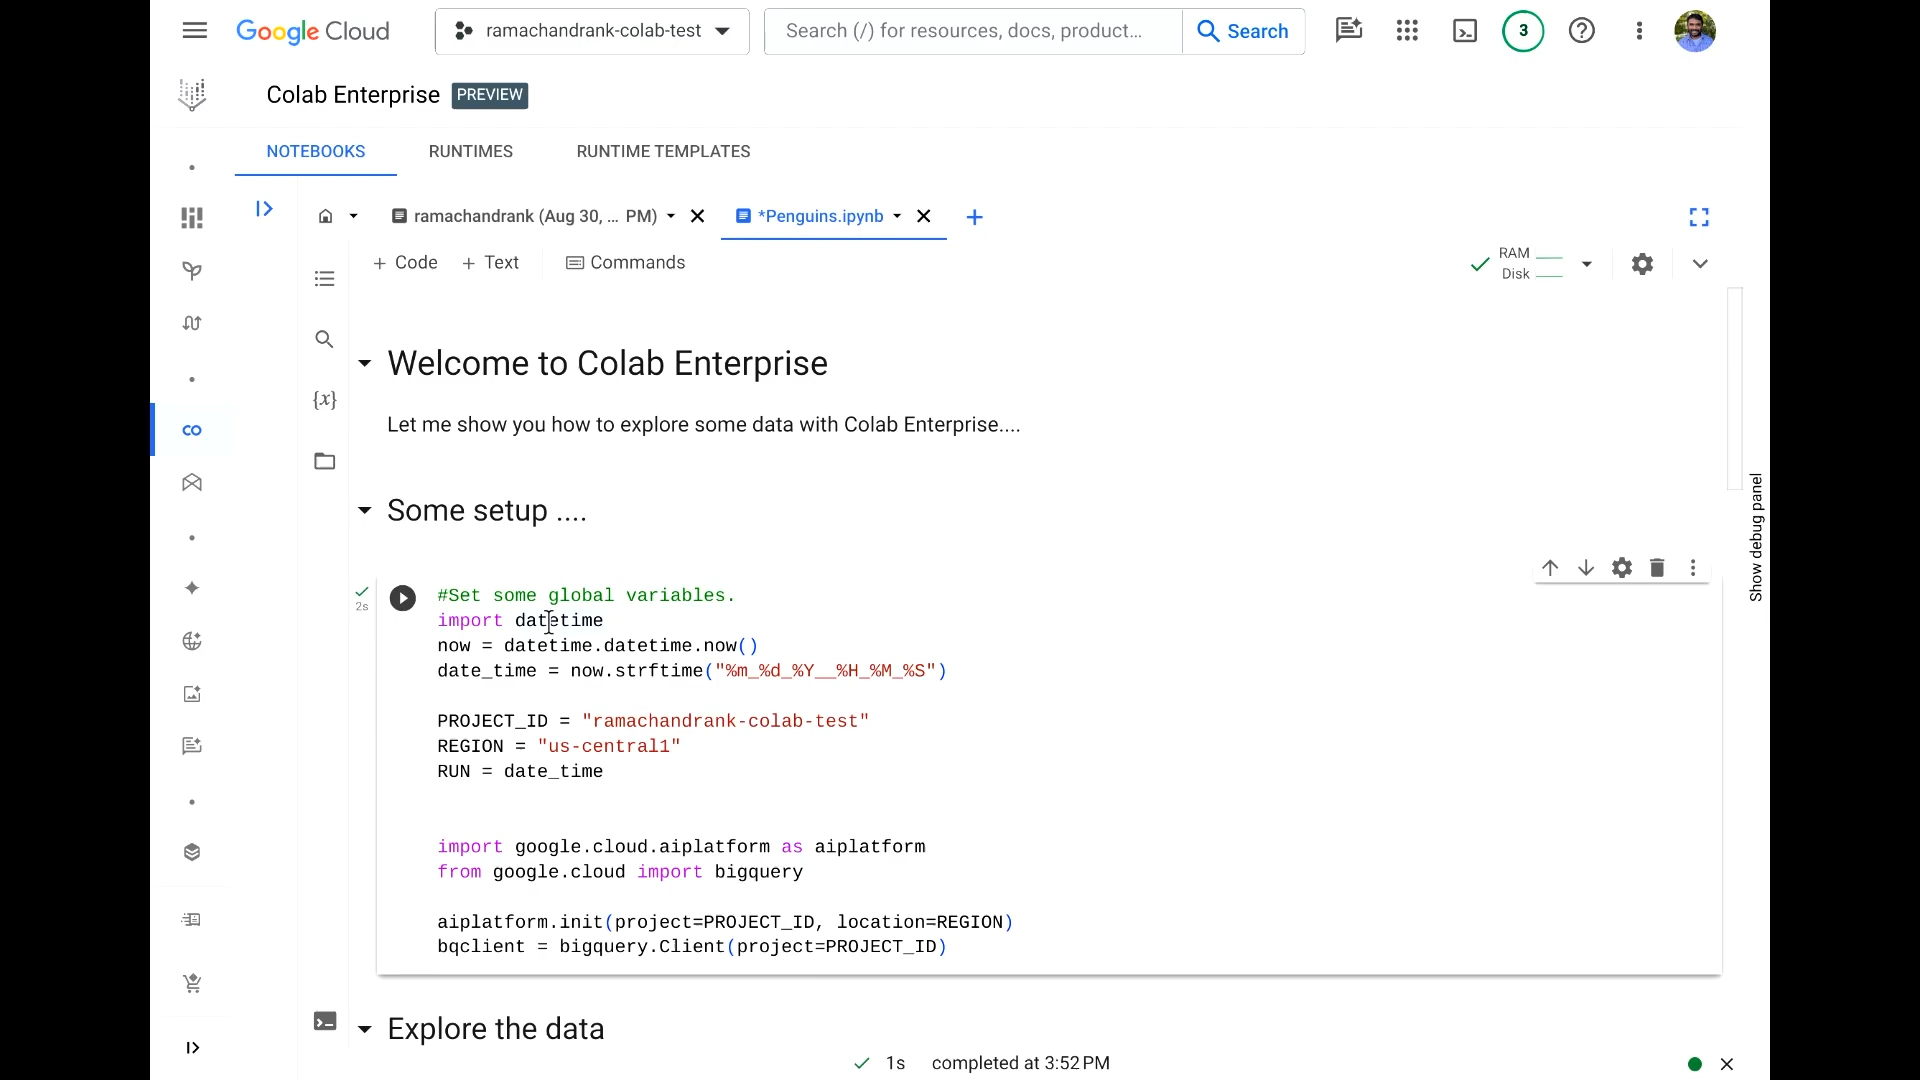 Google Cloud
ramachandrank-colab-test
Search (/) for resources, docs, product...
Search
3
Colab Enterprise
PREVIEW
NOTEBOOKS
RUNTIMES
RUNTIME TEMPLATES
ramachandrank (Aug 30, ... PM)
*Penguins.ipynb
+ Code
+ Text
Commands
RAM
Disk
{x}
CO
Welcome to Colab Enterprise
Let me show you how to explore some data with Colab Enterprise....
Some setup ....
2s
#Set some global variables.
import datetime
now = datetime.datetime.now()
date_time = now.strftime("%m_%d_%Y__%H_%M_%S")
PROJECT_ID = "ramachandrank-colab-test"
REGION = "us-central1"
RUN = date_time
import google.cloud.aiplatform as aiplatform
from google.cloud import bigquery
aiplatform.init(project=PROJECT_ID, location=REGION)
bqclient = bigquery.Client(project=PROJECT_ID)
Explore the data
1s completed at 3:52 PM
Show debug panel